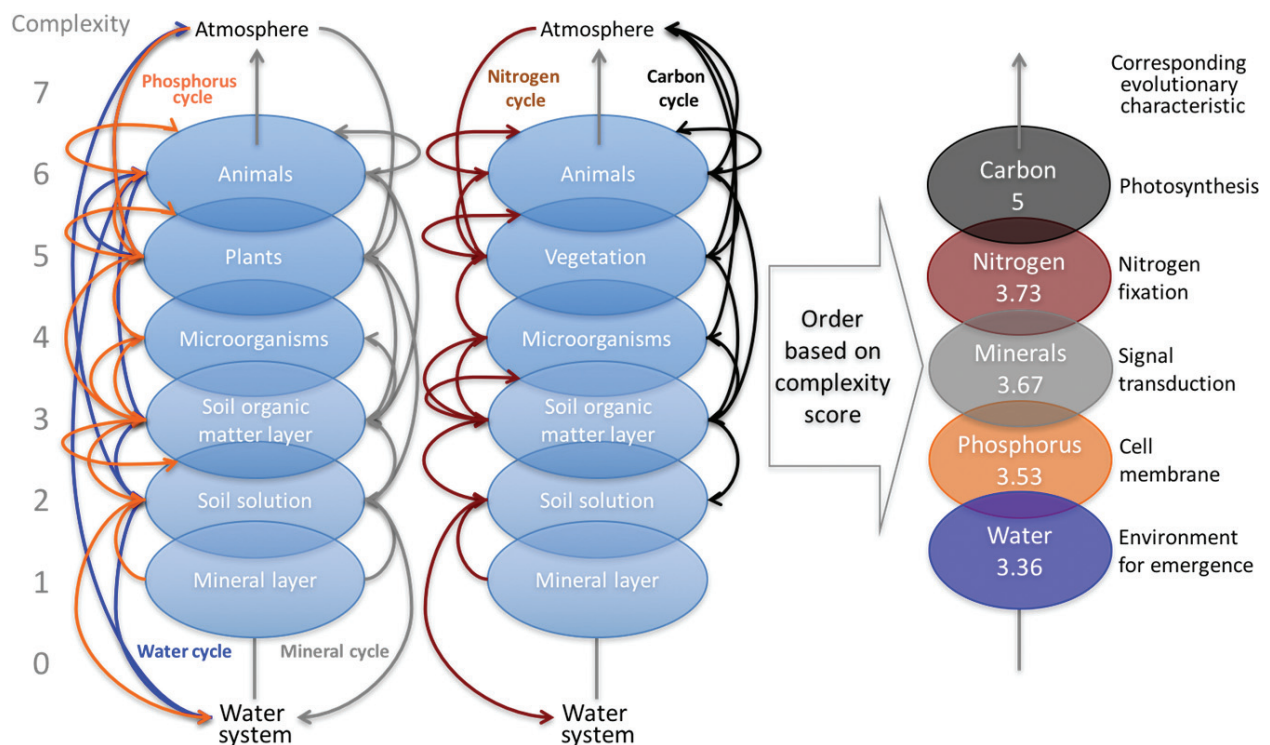 Complexity
7
6
5
4
3
2
1
0
Atmosphere
Phosphorus
cycle
Animals
Plants
Microorganisms
Soil organic
matter layer
Soil solution
Mineral layer
Water cycle
Mineral cycle
Water
system
Atmosphere
Nitrogen
cycle
Carbon
cycle
Animals
Vegetation
Microorganisms
Soil organic
matter layer
Soil solution
Mineral layer
Water
system
Order
based on
complexity
score
Corresponding
evolutionary
characteristic
Carbon
5
Photosynthesis
Nitrogen
3.73
Nitrogen
fixation
Minerals
3.67
Signal
transduction
Phosphorus
3.53
Cell
membrane
Water
3.36
Environment
for emergence